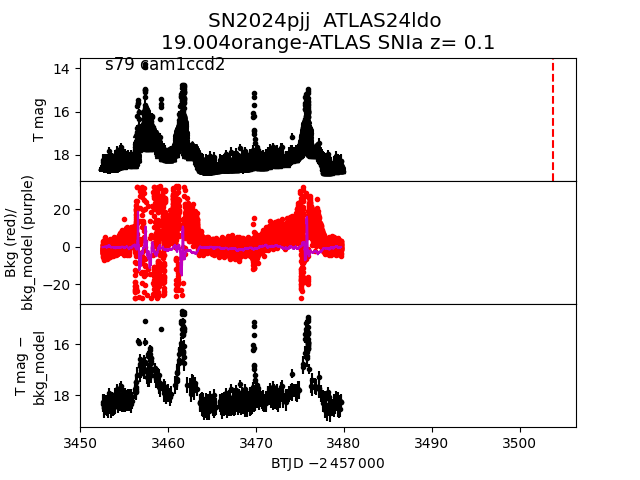 SN2024pjj  ATLAS24ldo
19.004orange-ATLAS SNIa z= 0.1
s79 cam1ccd2
14
16
18
T mag
20
0
−20
Bkg (red)/
bkg_model (purple)
16
18
T mag −
bkg_model
3450
3460
3470
3480
3490
3500
BTJD −2 457 000